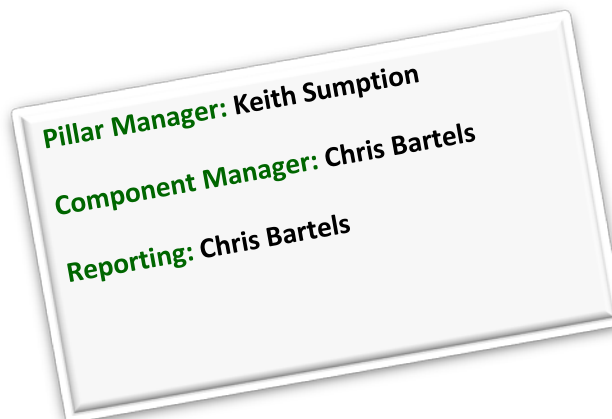 Pillar Manager: Keith Sumption
Component Manager: Chris Bartels
Reporting: Chris Bartels